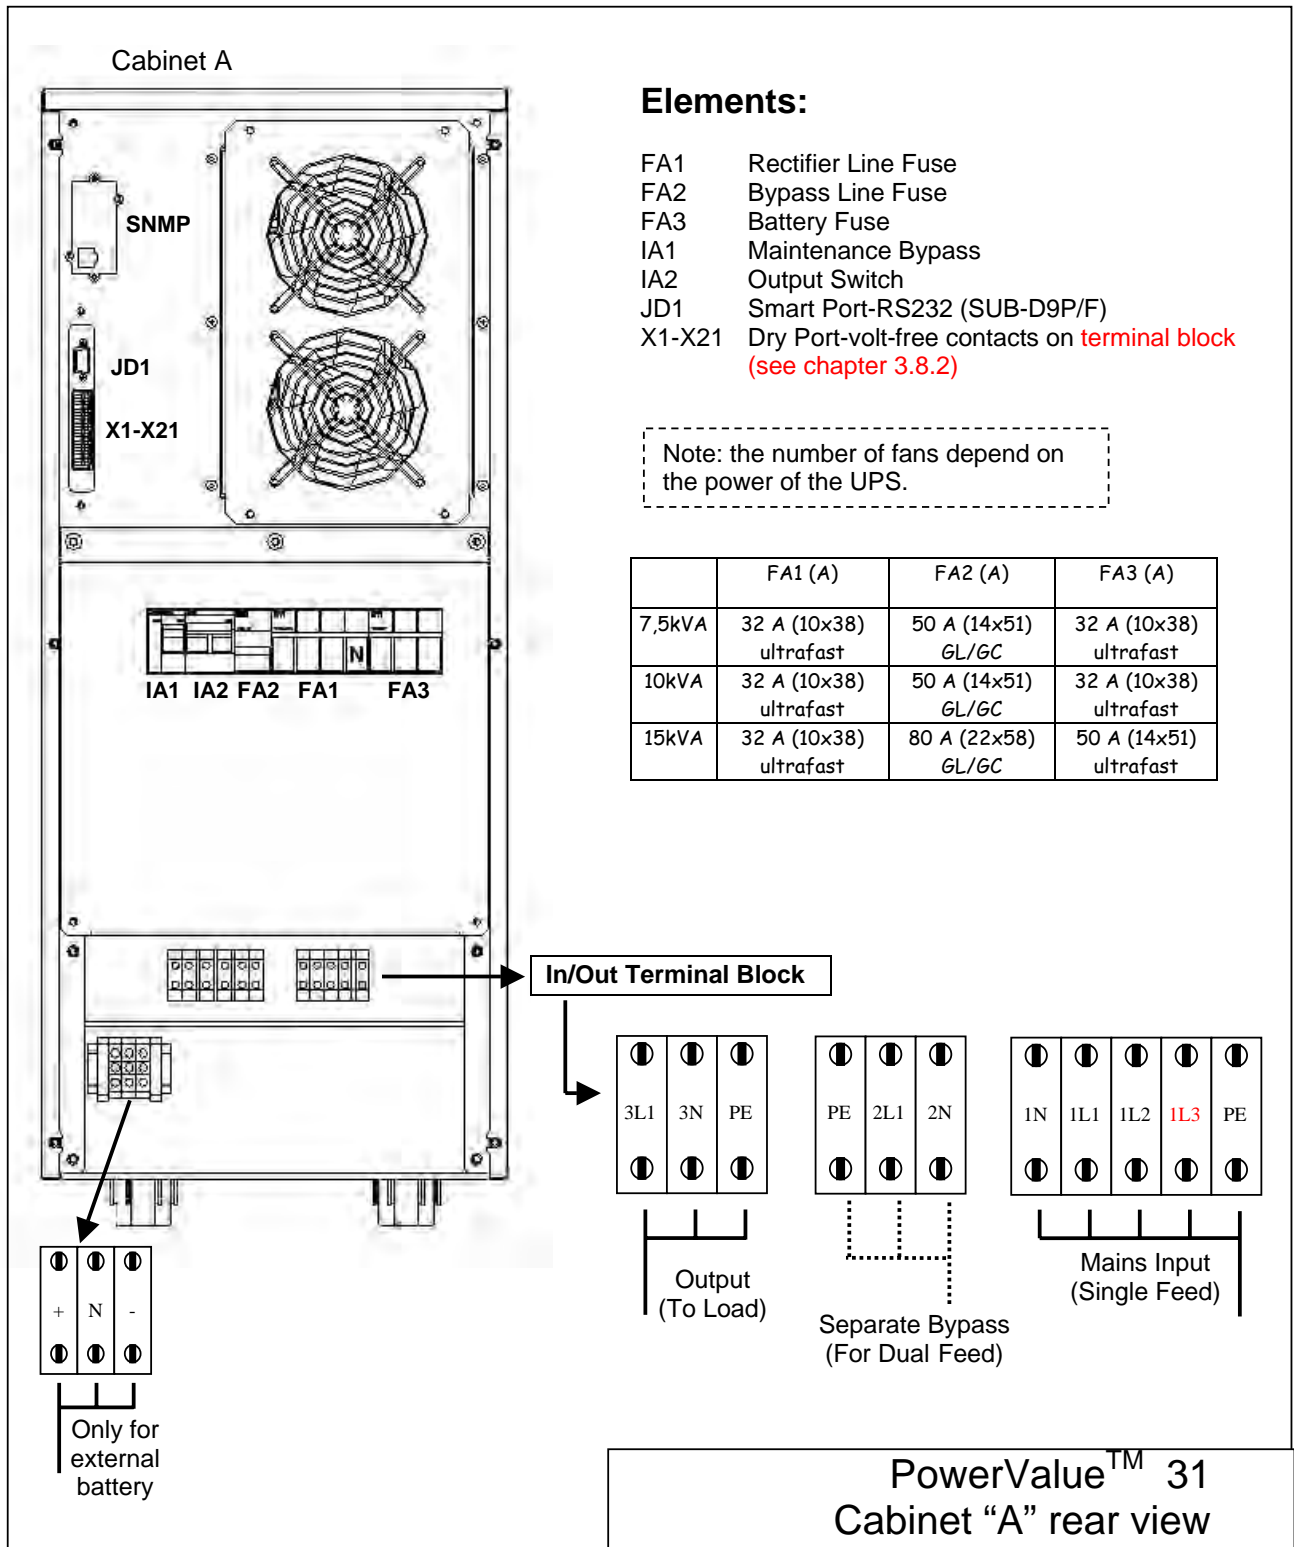 Cabinet A
SNMP
JD1
X1-X21
IA1 IA2 FA2 FA1 FA3
N
Elements:
FA1 Rectifier Line Fuse
FA2 Bypass Line Fuse
FA3 Battery Fuse
IA1 Maintenance Bypass
IA2 Output Switch
JD1 Smart Port-RS232 (SUB-D9P/F)
X1-X21 Dry Port-volt-free contacts on terminal block
(see chapter 3.8.2)
Note: the number of fans depend on
the power of the UPS.
FA1 (A) FA2 (A) FA3 (A)
7,5kVA 32 A (10x38) 50 A (14x51) 32 A (10x38)
ultrafast GL/GC ultrafast
10kVA 32 A (10x38) 50 A (14x51) 32 A (10x38)
ultrafast GL/GC ultrafast
15kVA 32 A (10x38) 80 A (22x58) 50 A (14x51)
ultrafast GL/GC ultrafast
In/Out Terminal Block
3L1 3N PE
PE 2L1 2N
1N 1L1 1L2 1L3 PE
Output
(To Load)
Separate Bypass
(For Dual Feed)
Mains Input
(Single Feed)
+ N -
Only for
external
battery
PowerValue™ 31
Cabinet “A” rear view